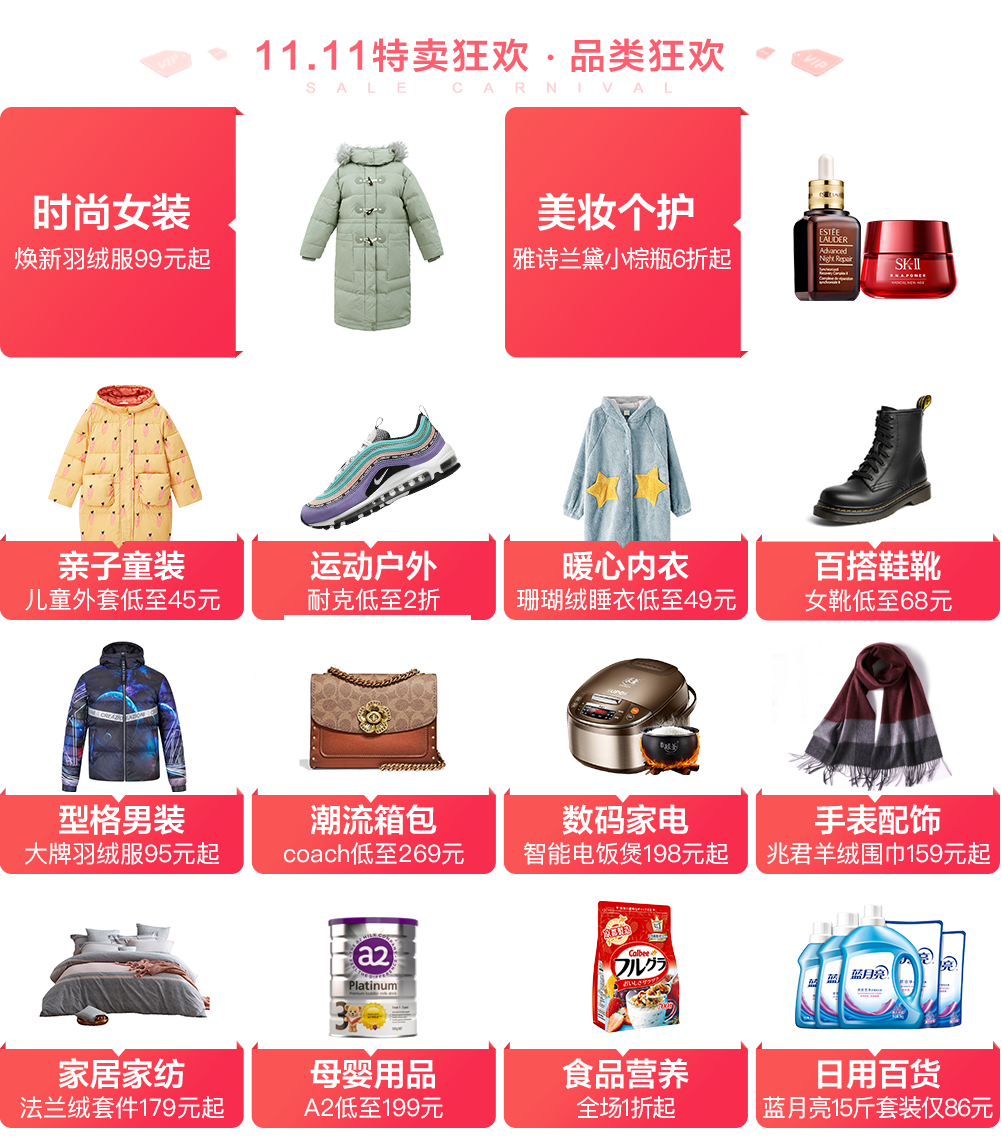 11.11特卖狂欢 · 品类狂欢
VIP
VIP
SALE CARNIVAL
时尚女装
焕新羽绒服99元起
美妆个护
雅诗兰黛小棕瓶6折起
ESTĒE
LAUDER
Advanced
Night Repair
SK-II
R.N.A.POWER
亲子童装
儿童外套低至45元
运动户外
耐克低至2折
暖心内衣
珊瑚绒睡衣低至49元
百搭鞋靴
女靴低至68元
型格男装
大牌羽绒服95元起
潮流箱包
coach低至269元
数码家电
智能电饭煲198元起
手表配饰
兆君羊绒围巾159元起
a2
Platinum
3
Calbee
フルグラ
蓝月亮
家居家纺
法兰绒套件179元起
母婴用品
A2低至199元
食品营养
全场1折起
日用百货
蓝月亮15斤套装仅86元